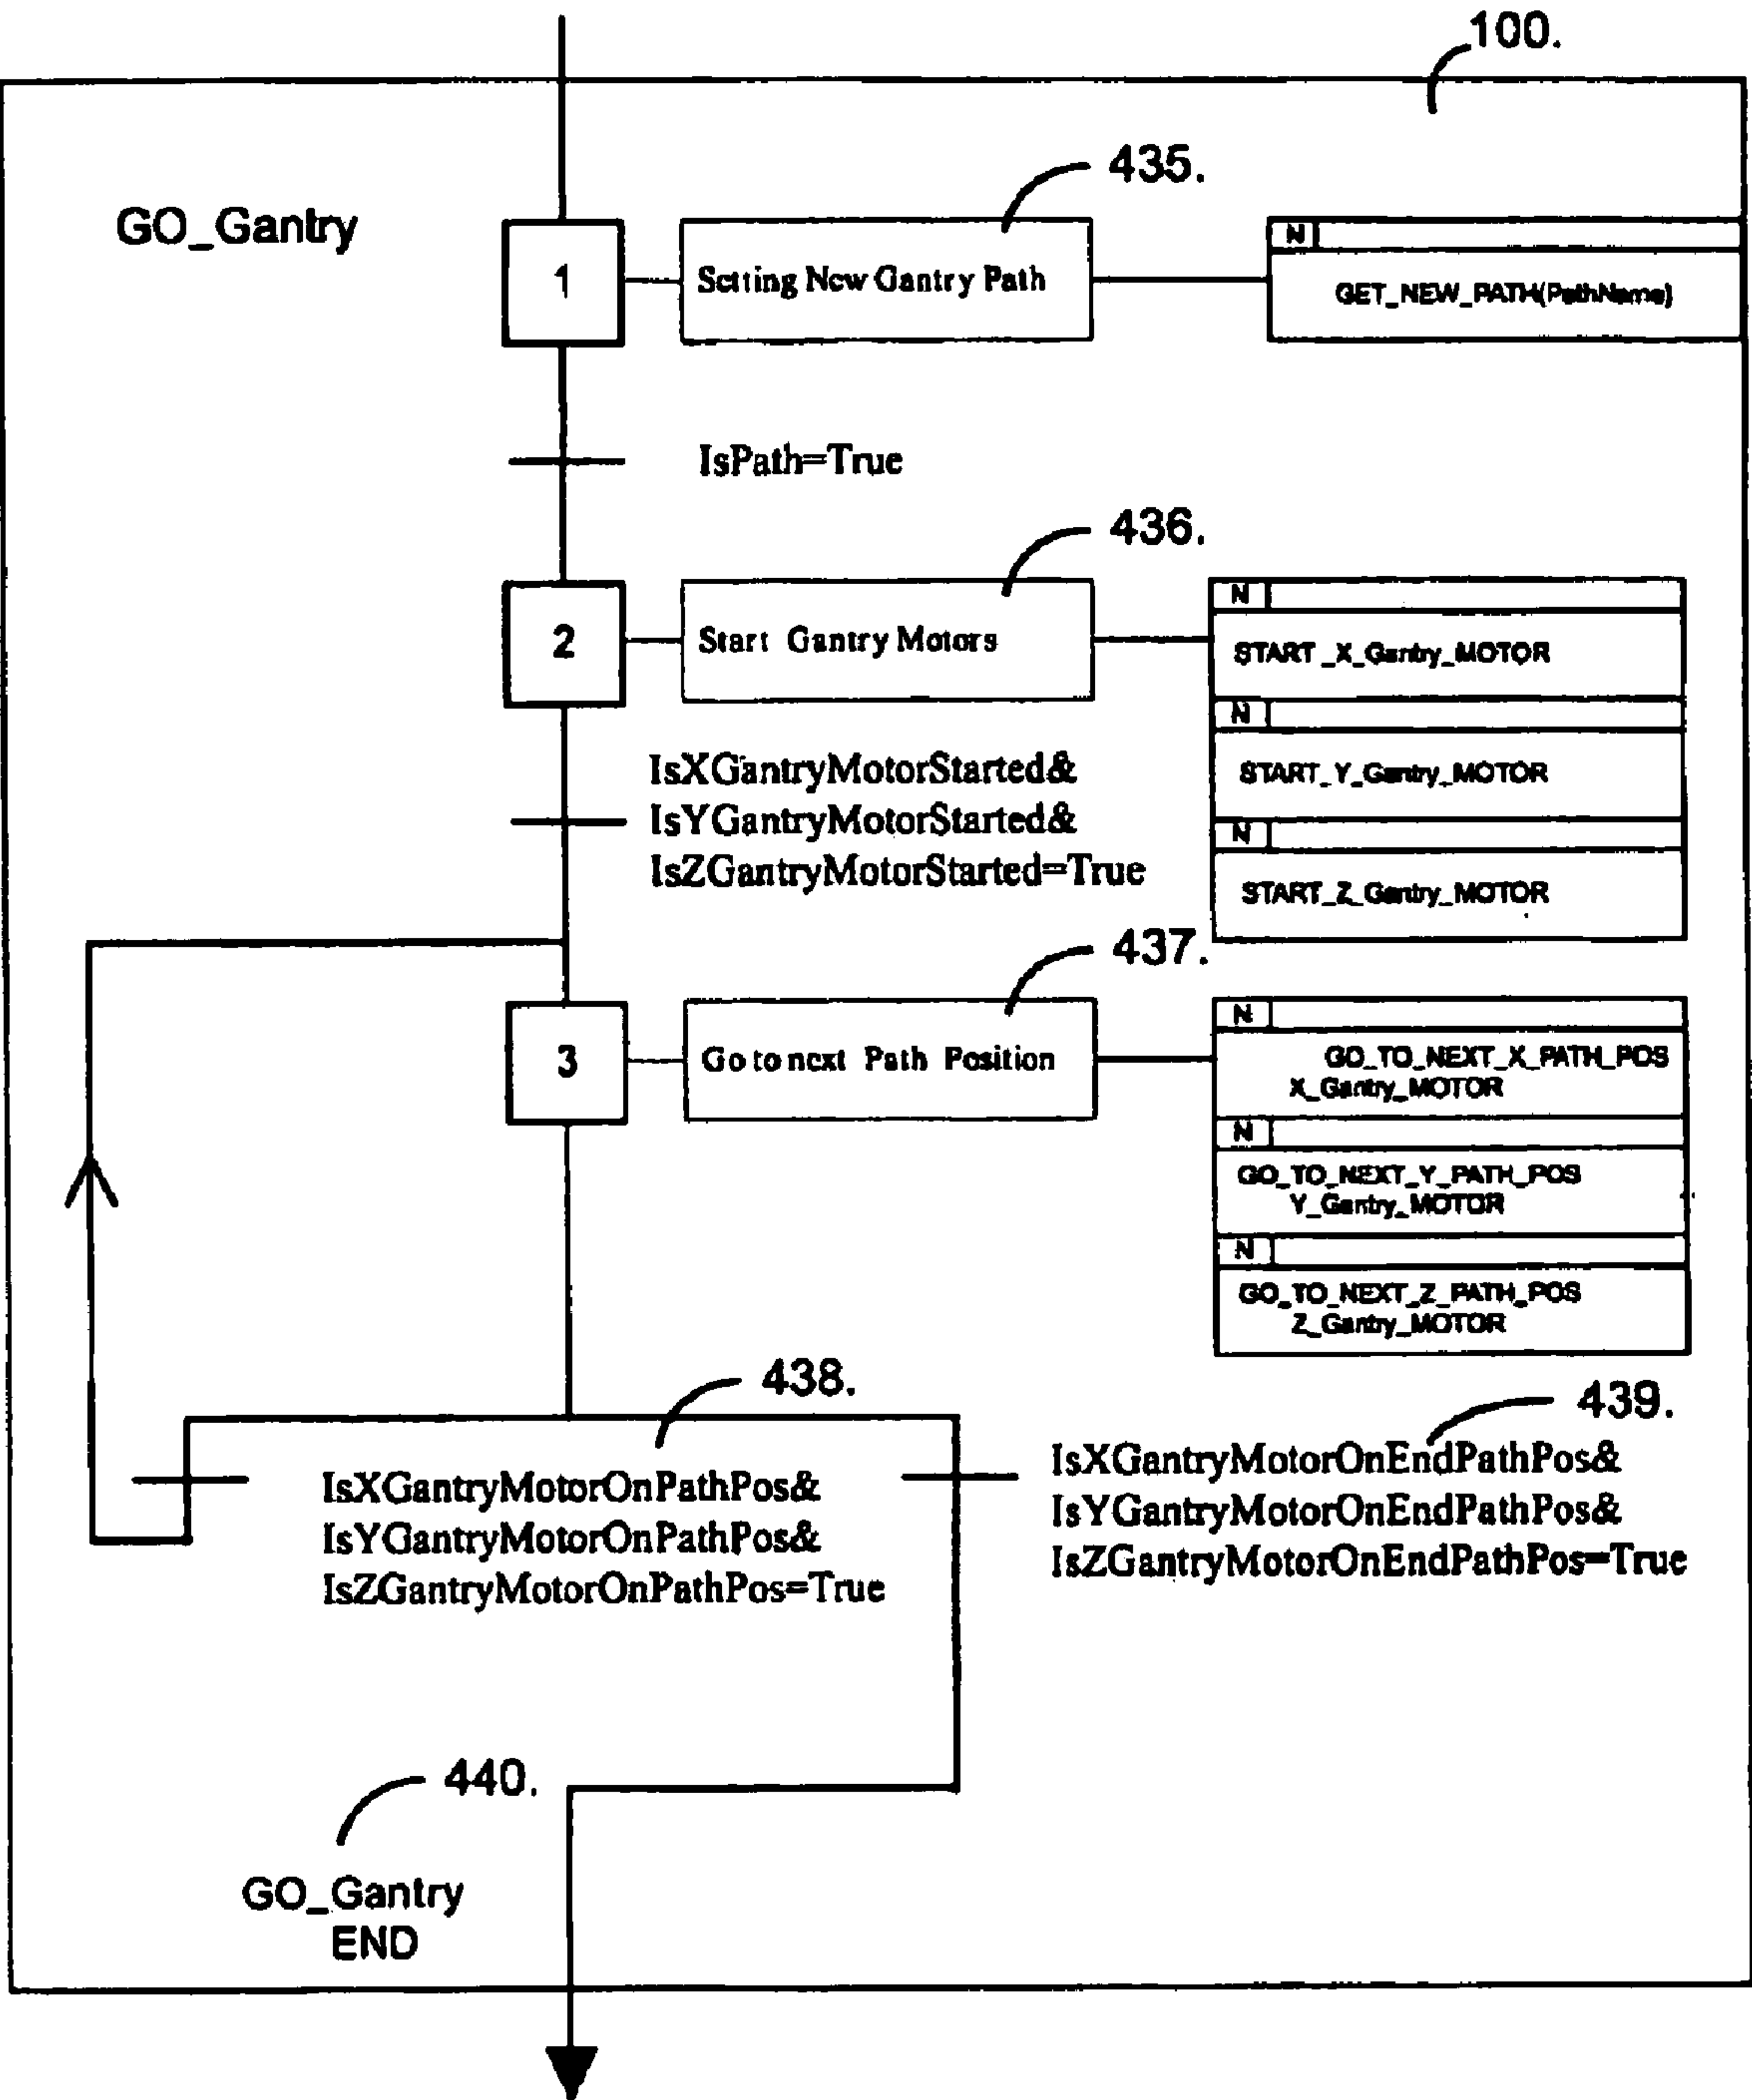 100.
435.
GO_Gantry
1
Setting New Gantry Path
N
GET_NEW_PATH(PathName)
IsPath=True
436.
2
Start Gantry Motors
N
START_X_Gantry_MOTOR
N
START_Y_Gantry_MOTOR
N
START_Z_Gantry_MOTOR
IsXGantryMotorStarted&
IsYGantryMotorStarted&
IsZGantryMotorStarted=True
437.
3
Go to next Path Position
N
GO_TO_NEXT_X_PATH_POS
X_Gantry_MOTOR
N
GO_TO_NEXT_Y_PATH_POS
Y_Gantry_MOTOR
N
GO_TO_NEXT_Z_PATH_POS
Z_Gantry_MOTOR
438.
IsXGantryMotorOnPathPos&
IsYGantryMotorOnPathPos&
IsZGantryMotorOnPathPos=True
439.
IsXGantryMotorOnEndPathPos&
IsYGantryMotorOnEndPathPos&
IsZGantryMotorOnEndPathPos=True
440.
GO_Gantry
END